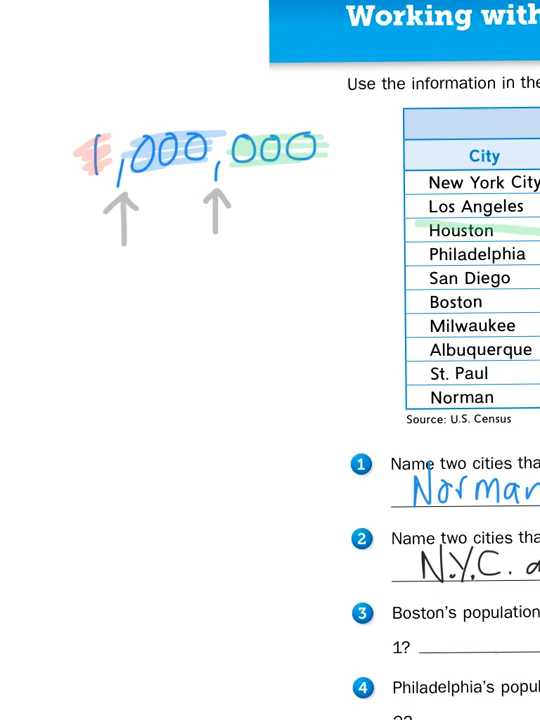 Working with
Use the information in the
1,000,000
City
New York City
Los Angeles
Houston
Philadelphia
San Diego
Boston
Milwaukee
Albuquerque
St. Paul
Norman
Source: U.S. Census
1 Name two cities tha
Norman
2 Name two cities tha
N.Y.C. a
3 Boston's population
1?
4 Philadelphia's popul